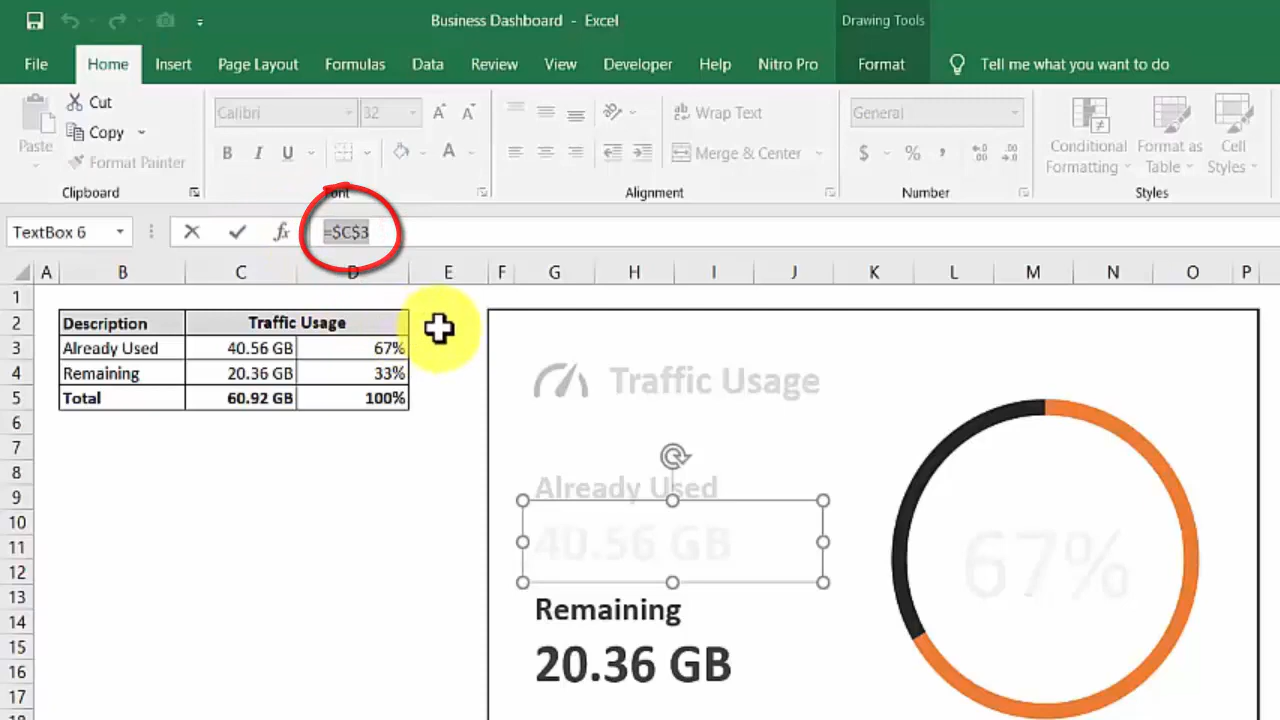 Business Dashboard - Excel
Drawing Tools
File Home Insert Page Layout Formulas Data Review View Developer Help Nitro Pro Format Tell me what you want to do
Paste
Cut
Copy
Format Painter
Clipboard
Calibri 32 A A
B I U A
Font
Wrap Text
Merge & Center
Alignment
General
$ % , .00 .0
Number
Conditional Formatting
Format as Table
Cell Styles
Styles
TextBox 6 fx =$C$3
A B C D E F G H I J K L M N O P
1
2 Description Traffic Usage
3 Already Used 40.56 GB 67%
4 Remaining 20.36 GB 33%
5 Total 60.92 GB 100%
6
7
8
9
10
11
12
13
14
15
16
17
18
Traffic Usage
Already Used
40.56 GB
Remaining
20.36 GB
67%